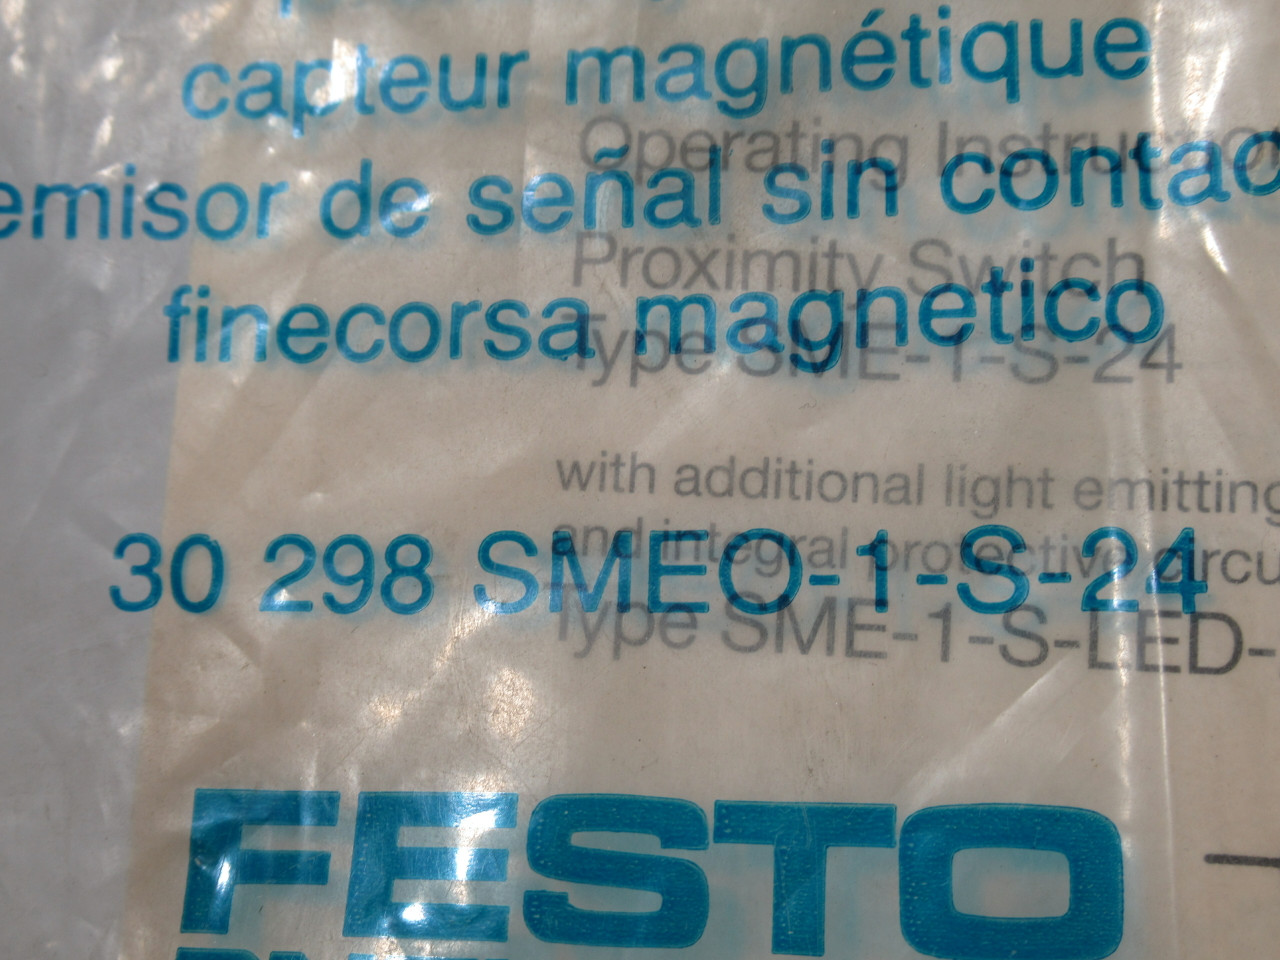 capteur magnétique
emisor de señal sin contac
finecorsa magnetico
30 298 SMEO-1-S-24
FESTO
Operating Instruction
Proximity Switch
Type SME-1-S-24
with additional light emitting
and integral protective circu
Type SME-1-S-LED-